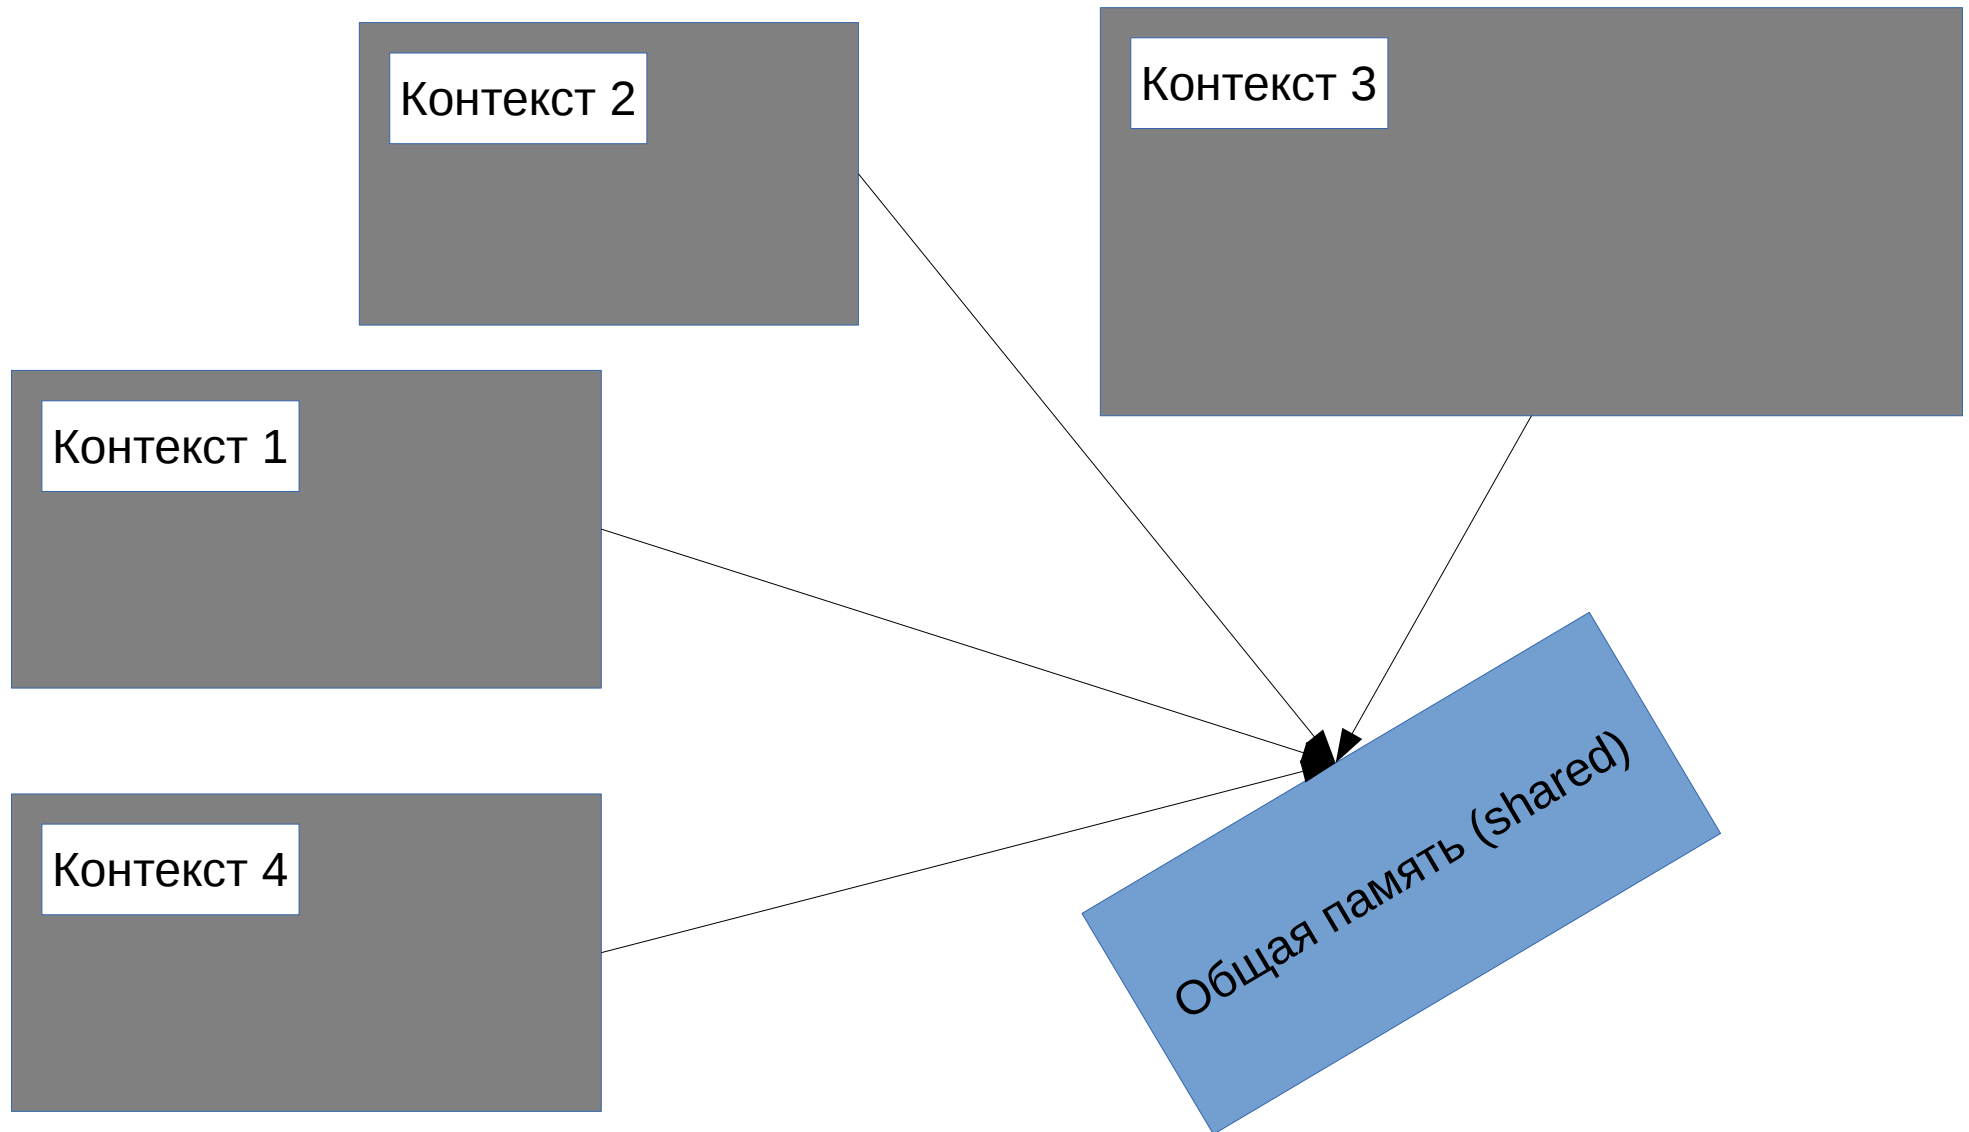 Контекст 2
Контекст 3
Контекст 1
Контекст 4
Общая память (shared)